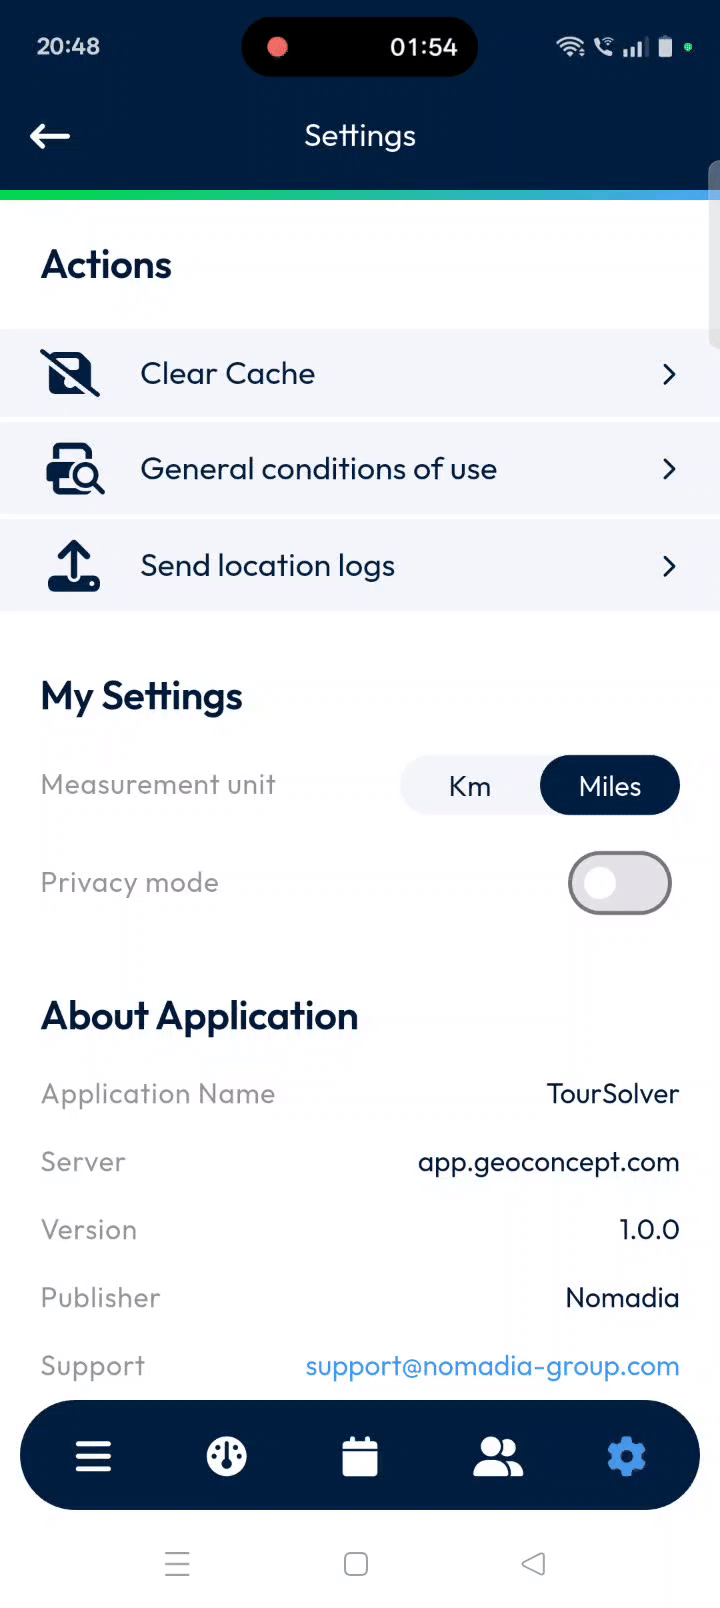 20:48
01:54
Settings
Actions
Clear Cache
General conditions of use
Send location logs
My Settings
Measurement unit
Km
Miles
Privacy mode
About Application
Application Name
TourSolver
Server
app.geoconcept.com
Version
1.0.0
Publisher
Nomadia
Support
support@nomadia-group.com